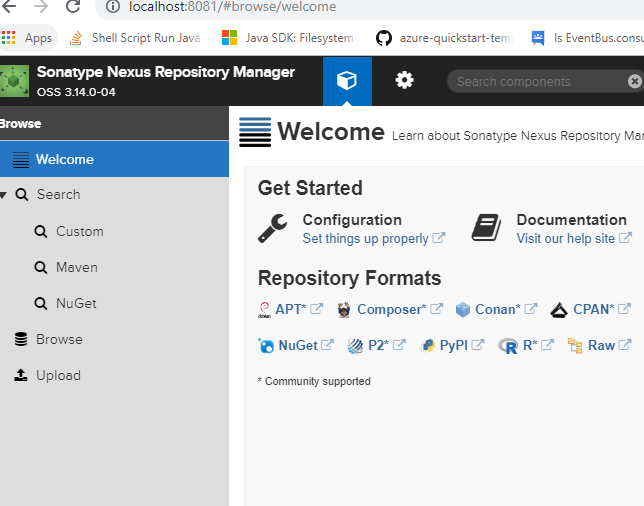 localhost:8081/#browse/welcome
Apps Shell Script Run Java Java SDK: Filesystem azure-quickstart-tem Is EventBus.consu
Sonatype Nexus Repository Manager
OSS 3.14.0-04
Search components
Browse
Welcome Learn about Sonatype Nexus Repository Mar
Welcome
Search
Custom
Maven
NuGet
Browse
Upload
Get Started
Configuration
Set things up properly
Documentation
Visit our help site
Repository Formats
APT* Composer* Conan* CPAN*
NuGet P2* PyPI R* Raw
* Community supported